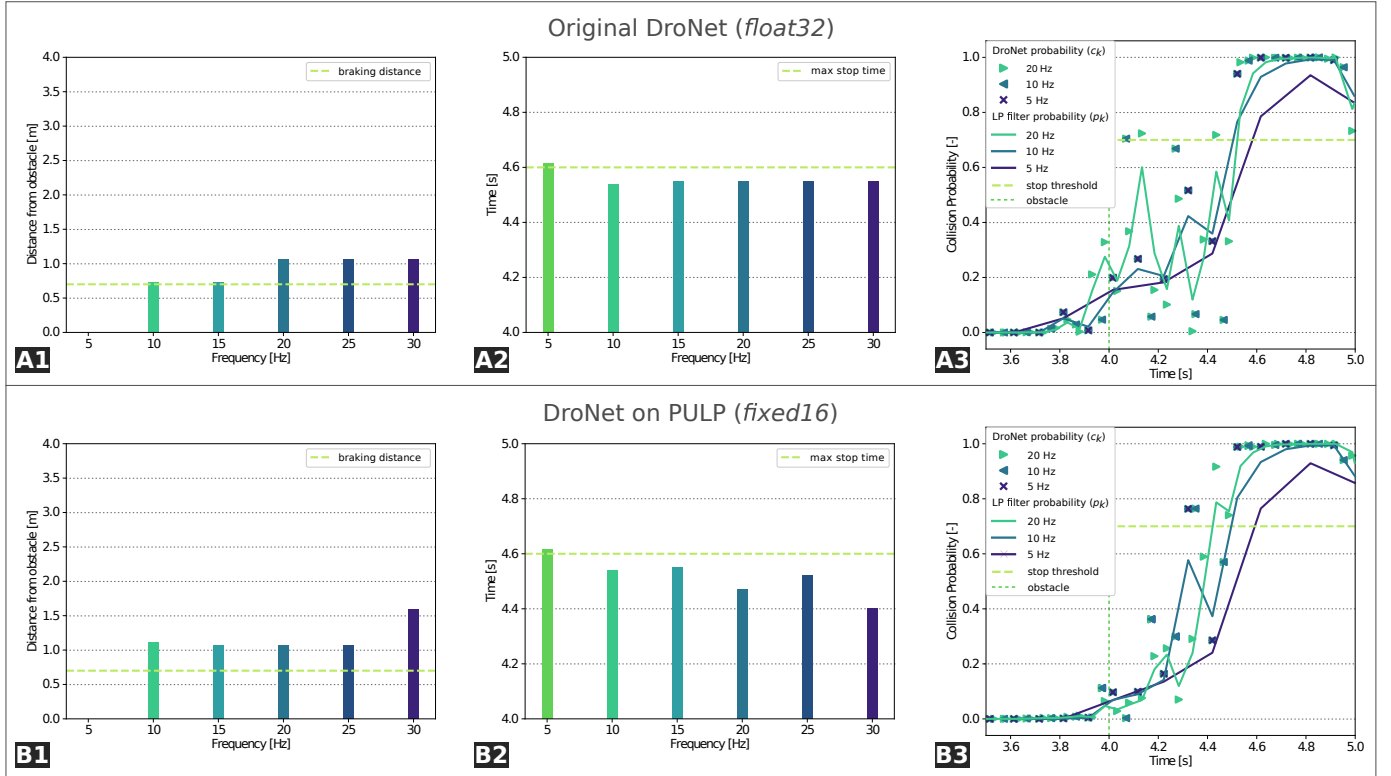 Original DroNet (float32)
4.0
3.5
3.0
2.5
2.0
1.5
1.0
0.5
0.0
Distance from obstacle [m]
braking distance
5 10 15 20 25 30
Frequency [Hz]
A1
5.0
4.8
4.6
4.4
4.2
4.0
Time [s]
max stop time
5 10 15 20 25 30
Frequency [Hz]
A2
1.0
0.8
0.6
0.4
0.2
0.0
Collision Probability [-]
DroNet probability (ck)
20 Hz
10 Hz
5 Hz
LP filter probability (pk)
20 Hz
10 Hz
5 Hz
stop threshold
obstacle
3.6 3.8 4.0 4.2 4.4 4.6 4.8 5.0
Time [s]
A3
DroNet on PULP (fixed16)
4.0
3.5
3.0
2.5
2.0
1.5
1.0
0.5
0.0
Distance from obstacle [m]
braking distance
5 10 15 20 25 30
Frequency [Hz]
B1
5.0
4.8
4.6
4.4
4.2
4.0
Time [s]
max stop time
5 10 15 20 25 30
Frequency [Hz]
B2
1.0
0.8
0.6
0.4
0.2
0.0
Collision Probability [-]
DroNet probability (ck)
20 Hz
10 Hz
5 Hz
LP filter probability (pk)
20 Hz
10 Hz
5 Hz
stop threshold
obstacle
3.6 3.8 4.0 4.2 4.4 4.6 4.8 5.0
Time [s]
B3